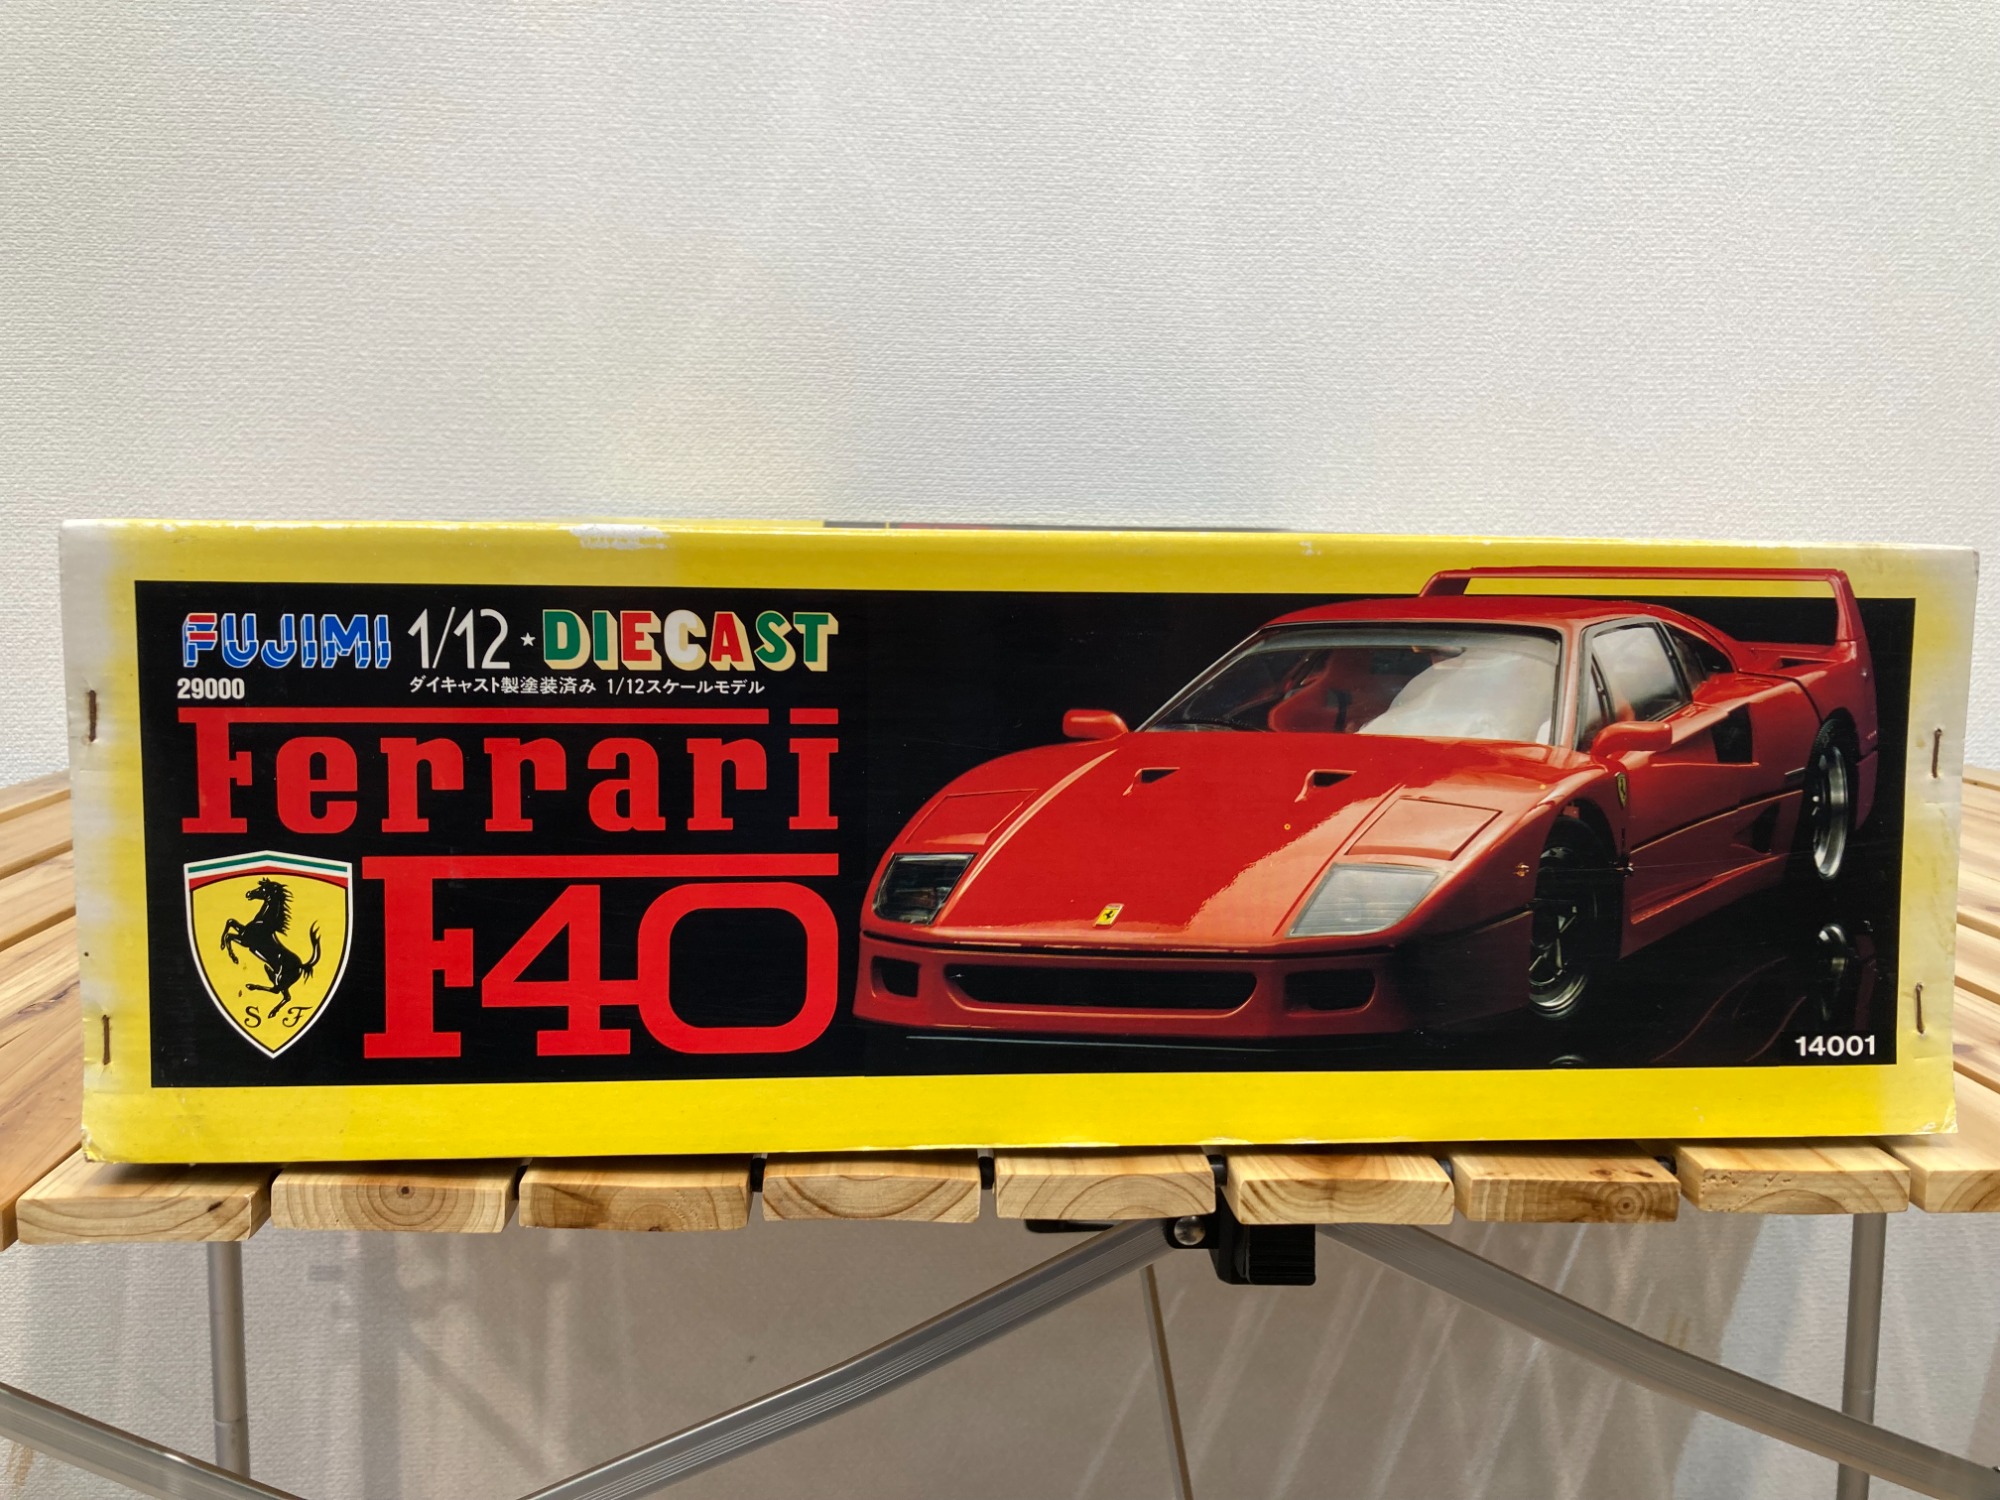 FUJIMI 1/12★DIECAST
29000 ダイキャスト製塗装済み 1/12スケールモデル
Ferrari
F40
S F
14001